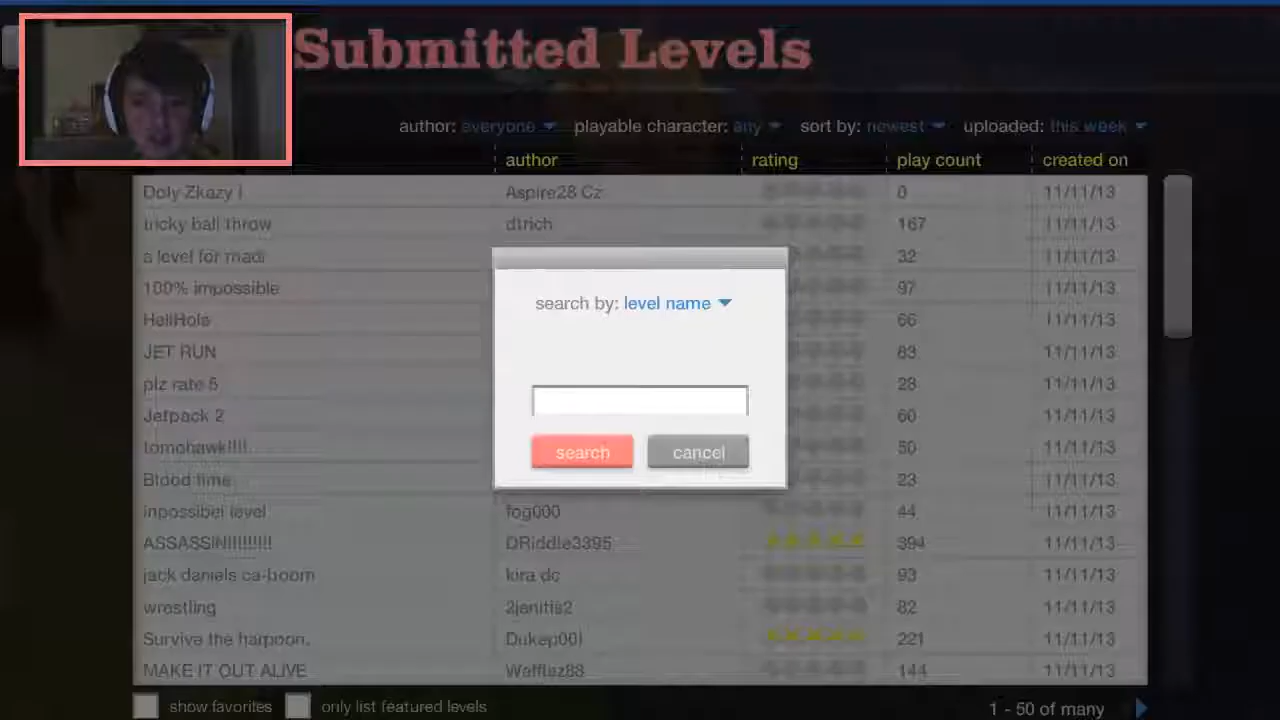 Submitted Levels
author: everyone playable character: any sort by: newest uploaded: this week
author rating play count created on
Doly Zkazy I Aspire28 Cz 0 11/11/13
tricky ball throw d1rich 167 11/11/13
a level for madi 32 11/11/13
100% impossible 97 11/11/13
HellHole 66 11/11/13
JET RUN 83 11/11/13
plz rate 5 23 11/11/13
Jetpack 2 60 11/11/13
tomohawk!!!! 50 11/11/13
Blood time 23 11/11/13
inpossibel level fog000 44 11/11/13
ASSASSIN!!!!!!!!! DRiddle3395 394 11/11/13
jack daniels ca-boom kira dc 93 11/11/13
wrestling 2jenitis2 82 11/11/13
Survive the harpoon. 221 11/11/13
MAKE IT OUT ALIVE Wafflez88 144 11/11/13
search by: level name
search cancel
show favorites only list featured levels 1 - 50 of many